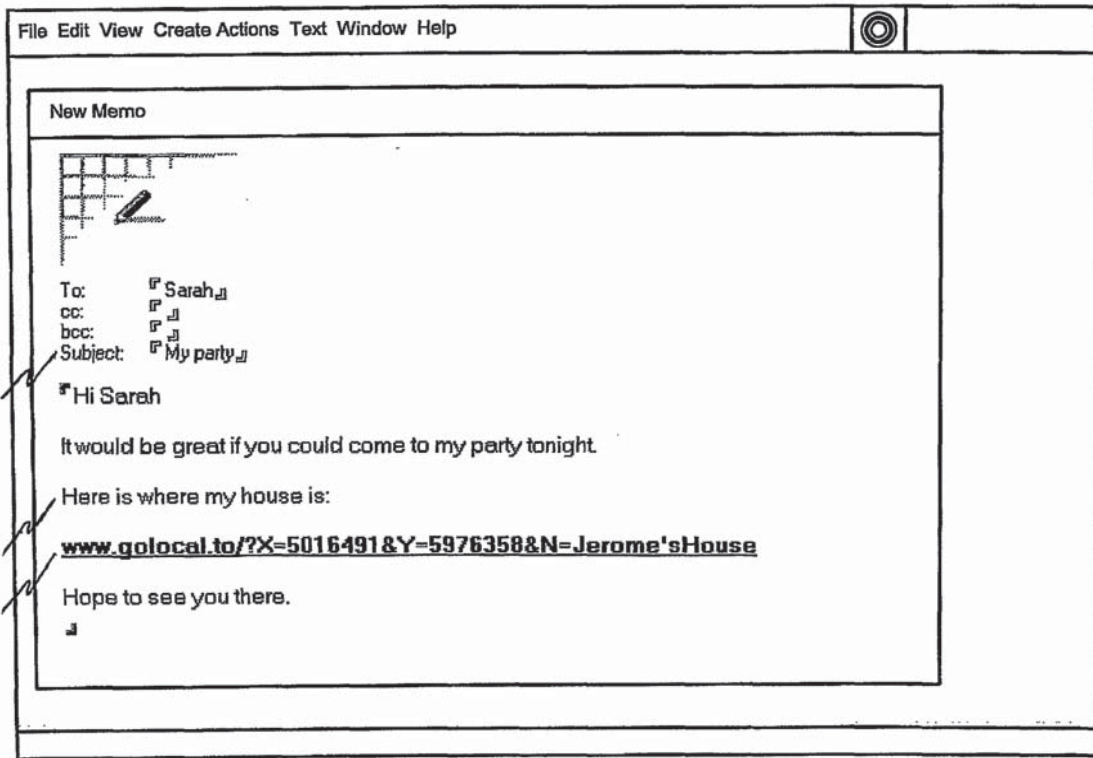 File Edit View Create Actions Text Window Help
New Memo
To: Sarah
cc:
bcc:
Subject: My party
Hi Sarah
It would be great if you could come to my party tonight.
Here is where my house is:
www.golocal.to/?X=5016491&Y=5976358&N=Jerome'sHouse
Hope to see you there.